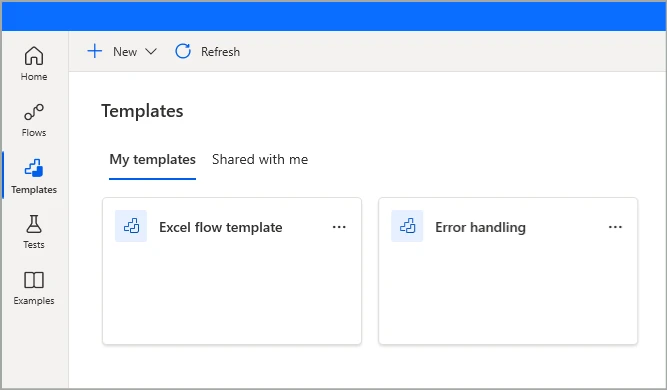 New
Refresh
Home
Flows
Templates
Tests
Examples
Templates
My templates
Shared with me
Excel flow template
Error handling